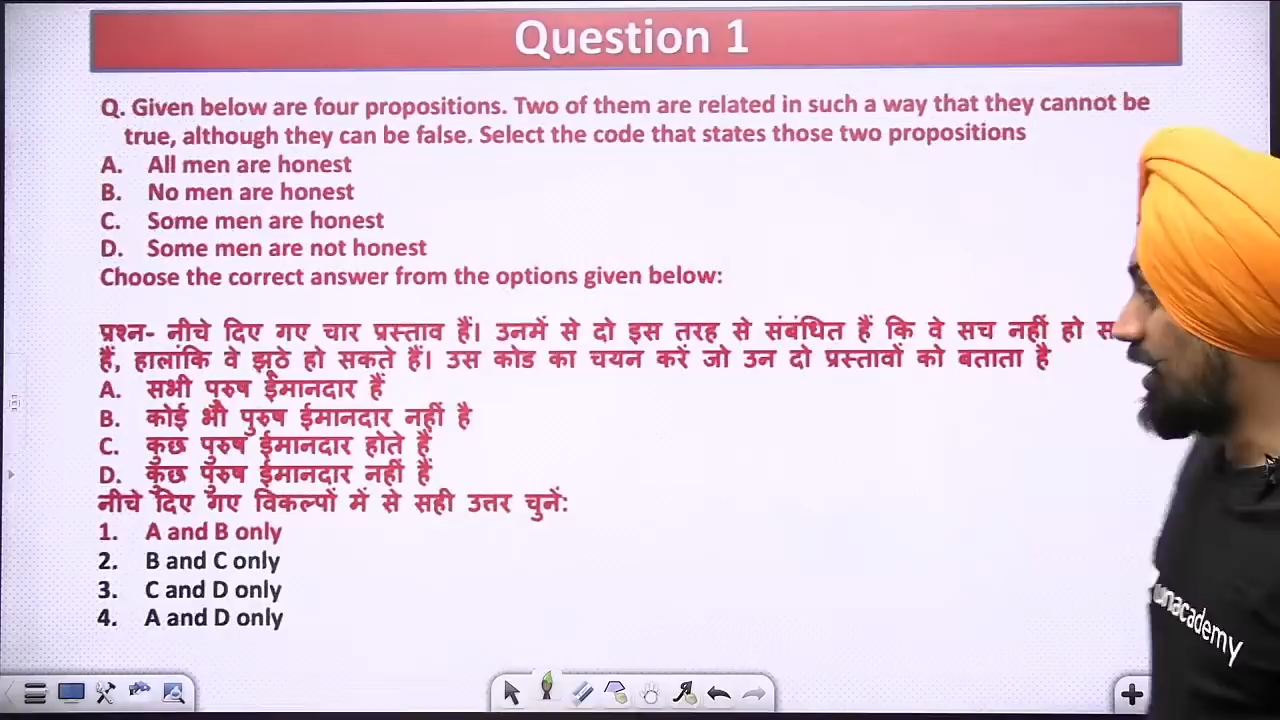 Question 1
Q. Given below are four propositions. Two of them are related in such a way that they cannot be
true, although they can be false. Select the code that states those two propositions
A. All men are honest
B. No men are honest
C. Some men are honest
D. Some men are not honest
Choose the correct answer from the options given below:
प्रश्न- नीचे दिए गए चार प्रस्ताव हैं। उनमें से दो इस तरह से संबंधित हैं कि वे सच नहीं हो
हैं, हालांकि वे झूठे हो सकते हैं। उस कोड का चयन करें जो उन दो प्रस्तावों को बताता है
A. सभी पुरुष ईमानदार हैं
B. कोई भी पुरुष ईमानदार नहीं है
C. कुछ पुरुष ईमानदार होते हैं
D. कुछ पुरुष ईमानदार नहीं हैं
नीचे दिए गए विकल्पों में से सही उत्तर चुनें:
1. A and B only
2. B and C only
3. C and D only
4. A and D only
unacademy